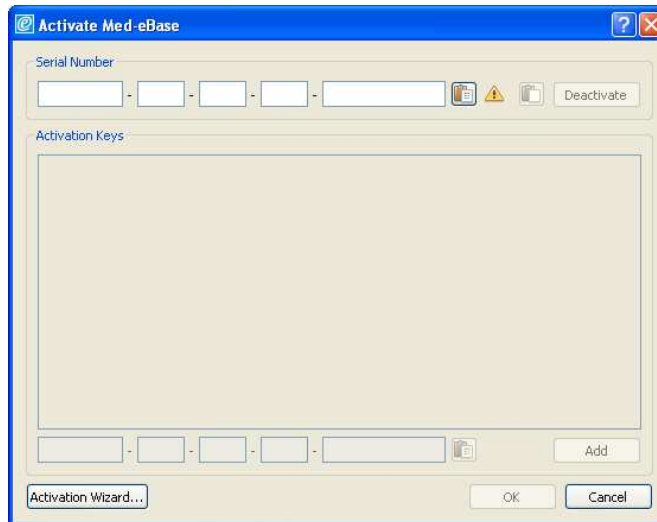 Activate Med-eBase
Serial Number
- - - - Deactivate
Activation Keys
- - - - Add
Activation Wizard... OK Cancel